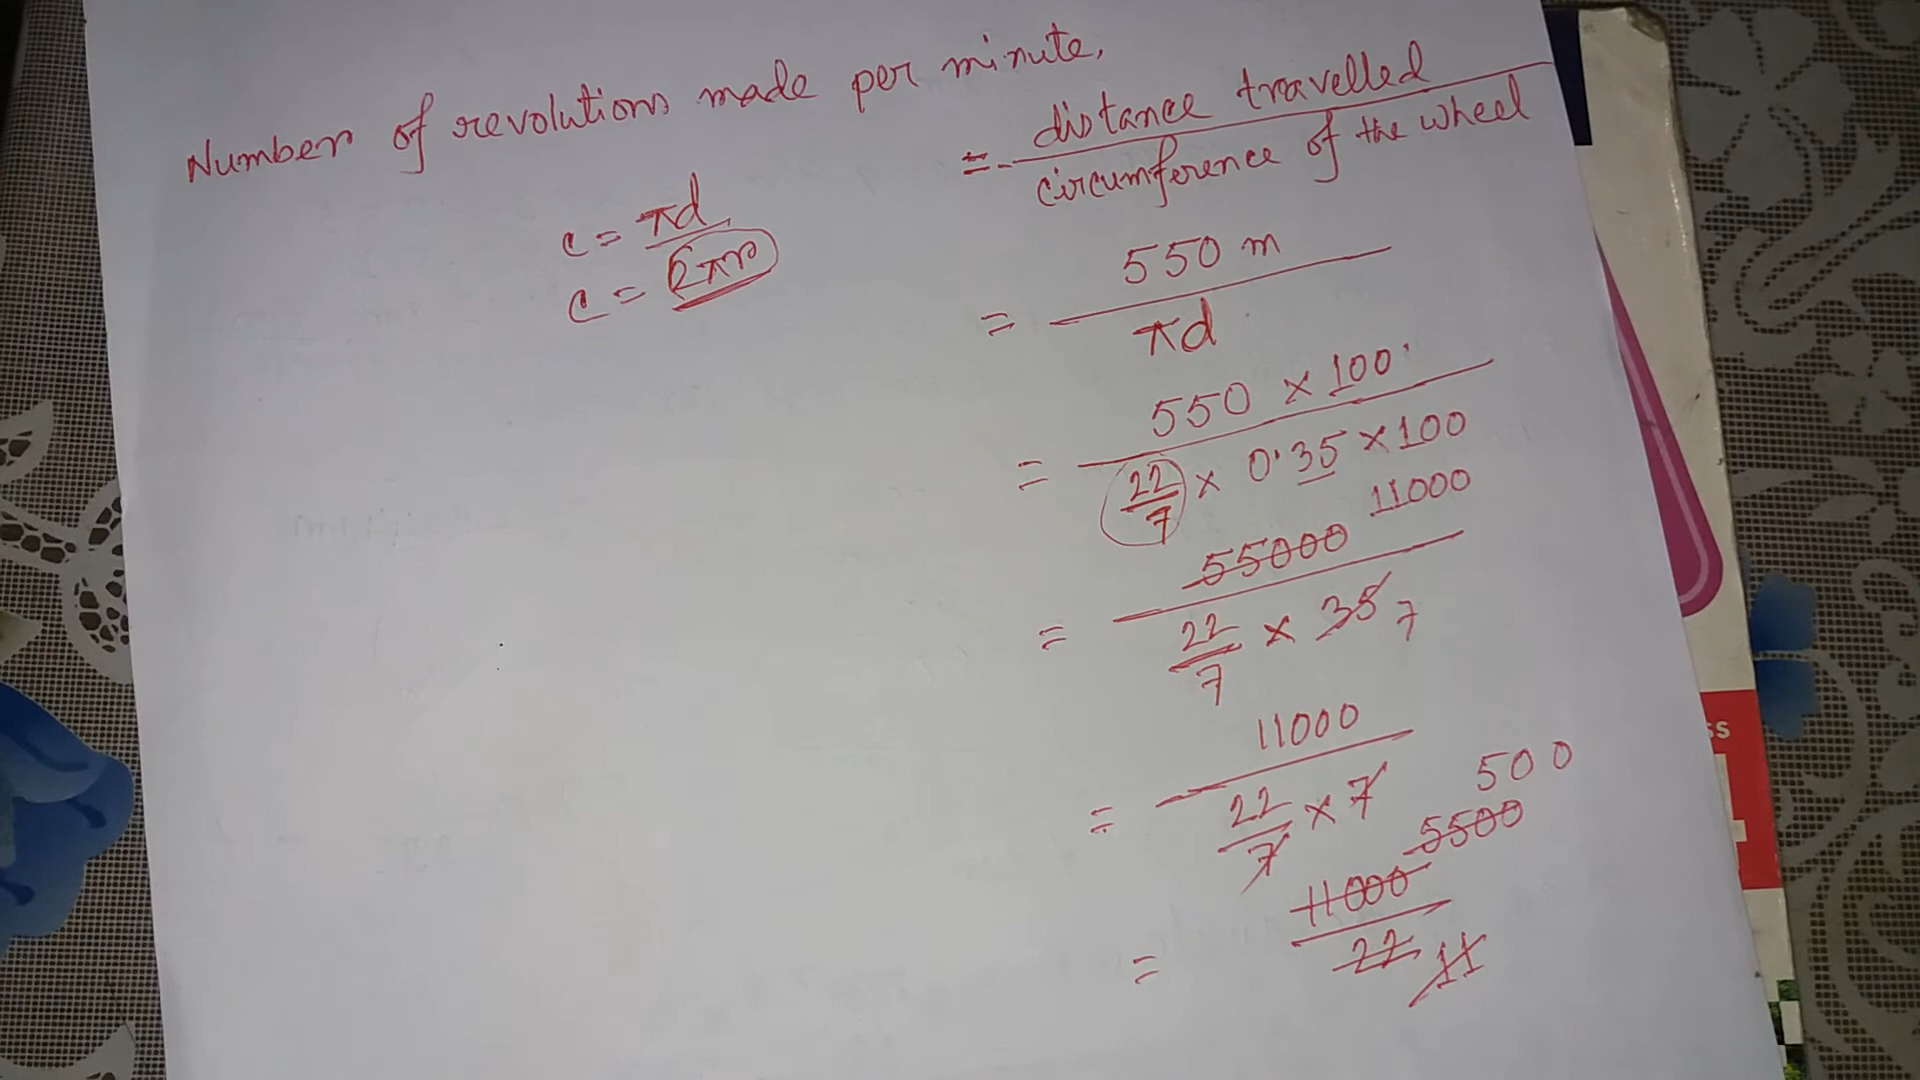 Number of revolutions made per minute,
= distance travelled
circumference of the wheel
c = πd
c = 2πr
= 550 m
πd
= 550 × 100
22/7 × 0.35 × 100
= 55000 11000
22/7 × 35 7
= 11000
22/7 × 7
500
5500
= 11000
22 11
ss